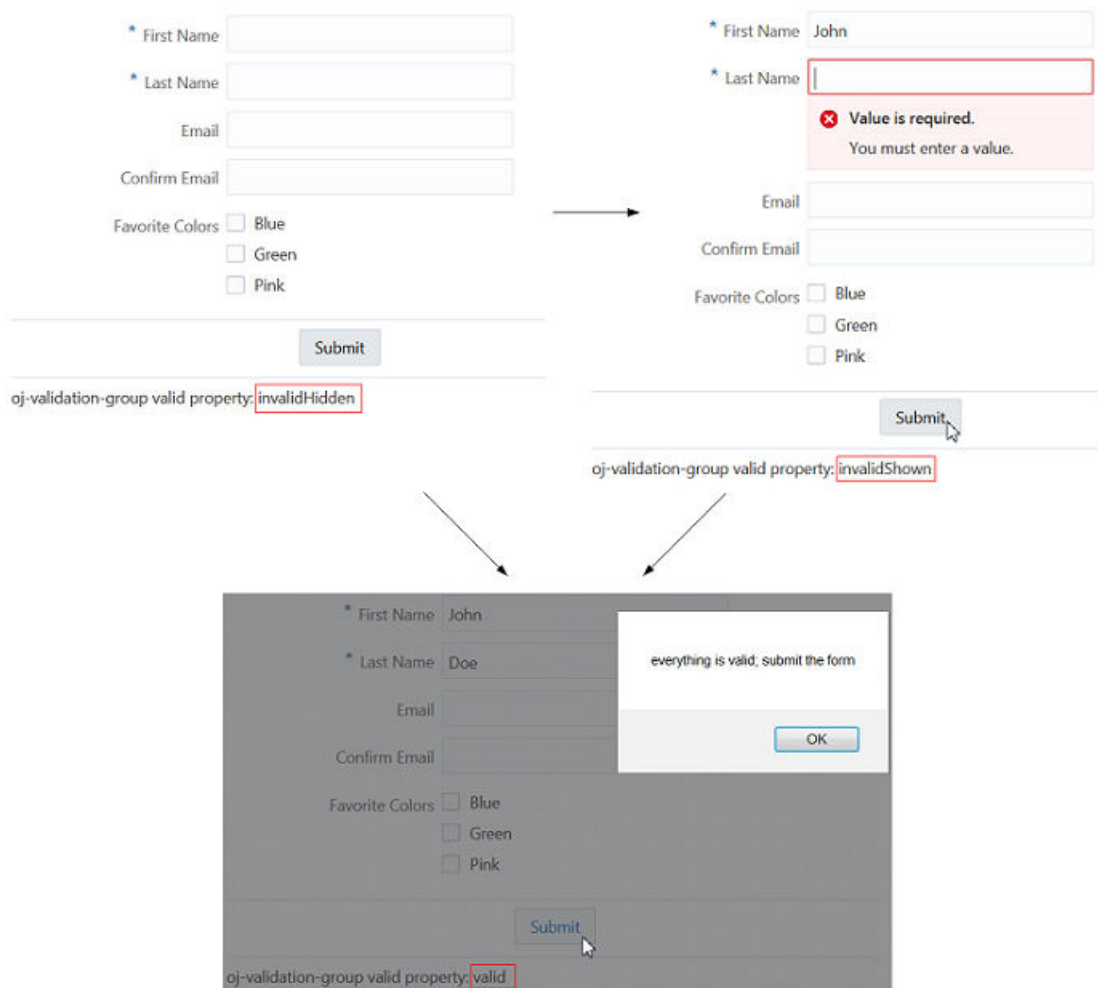 * First Name
* Last Name
Email
Confirm Email
Favorite Colors Blue
Green
Pink
Submit
oj-validation-group valid property: invalidHidden
* First Name John
* Last Name
Value is required.
You must enter a value.
Email
Confirm Email
Favorite Colors Blue
Green
Pink
Submit
oj-validation-group valid property: invalidShown
* First Name John
* Last Name Doe
Email
Confirm Email
Favorite Colors Blue
Green
Pink
Submit
oj-validation-group valid property: valid
everything is valid; submit the form
OK